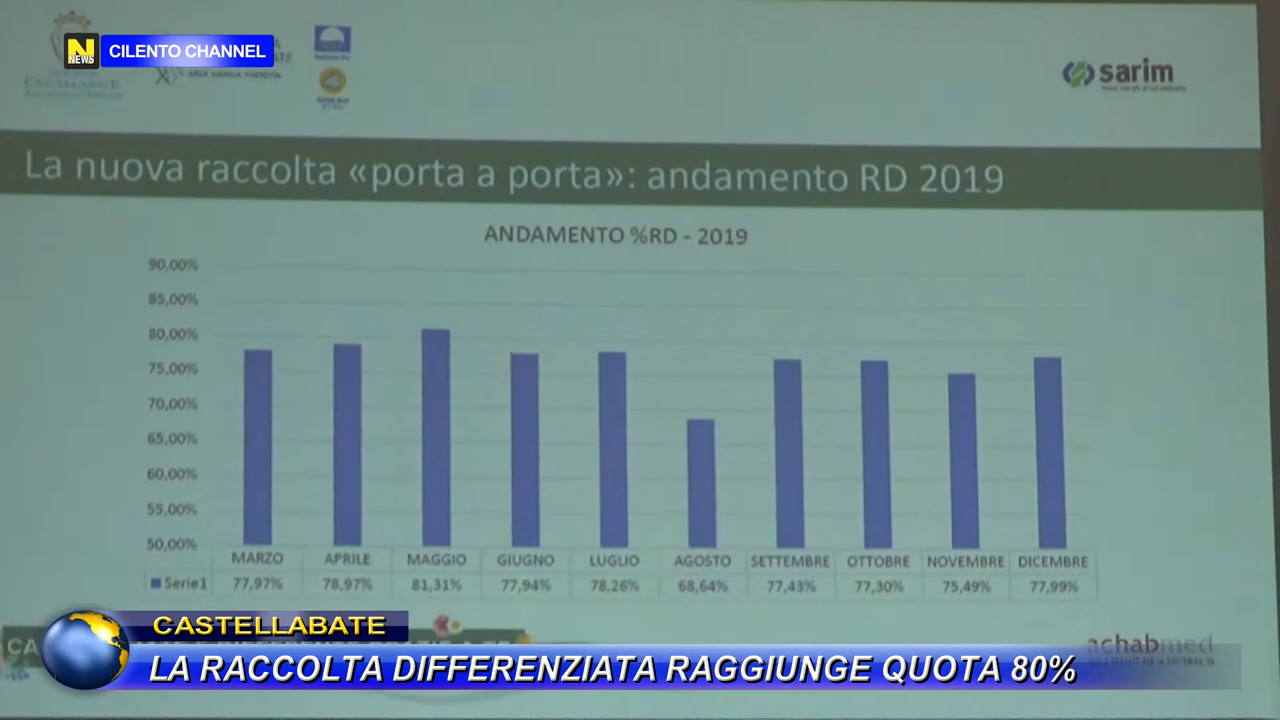 N NEWS CILENTO CHANNEL
sarim
La nuova raccolta «porta a porta»: andamento RD 2019
ANDAMENTO %RD - 2019
90,00%
85,00%
80,00%
75,00%
70,00%
65,00%
60,00%
55,00%
50,00%
MARZO APRILE MAGGIO GIUGNO LUGLIO AGOSTO SETTEMBRE OTTOBRE NOVEMBRE DICEMBRE
Serie1 77,97% 78,97% 81,31% 77,94% 78,26% 68,64% 77,43% 77,30% 75,49% 77,99%
CASTELLABATE
achabmed
LA RACCOLTA DIFFERENZIATA RAGGIUNGE QUOTA 80%